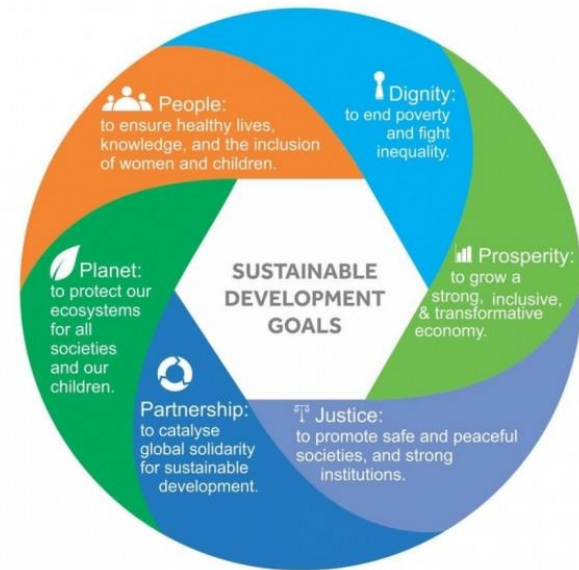 Dignity:
to end poverty
and fight
inequality.
Prosperity:
to grow a
strong, inclusive,
& transformative
economy.
Justice:
to promote safe and peaceful
societies, and strong
institutions.
Partnership:
to catalyse
global solidarity
for sustainable
development.
Planet:
to protect our
ecosystems
for all
societies
and our
children.
People:
to ensure healthy lives,
knowledge, and the inclusion
of women and children.
SUSTAINABLE
DEVELOPMENT
GOALS